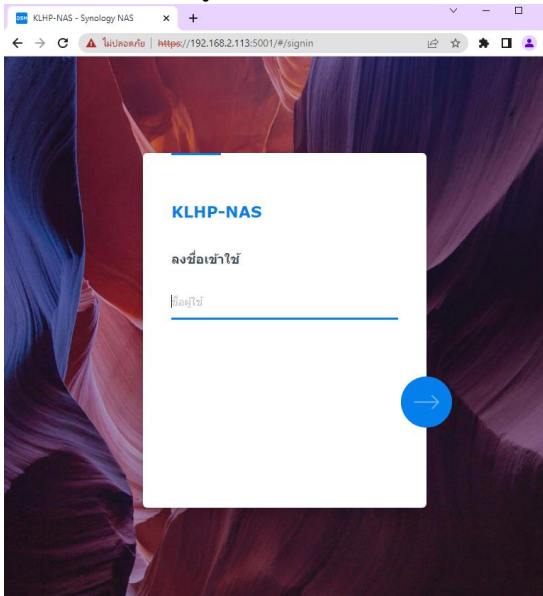 DSM KLHP-NAS - Synology NAS
ไม่ปลอดภัย https://192.168.2.113:5001/#/signin
KLHP-NAS
ลงชื่อเข้าใช้
ชื่อผู้ใช้